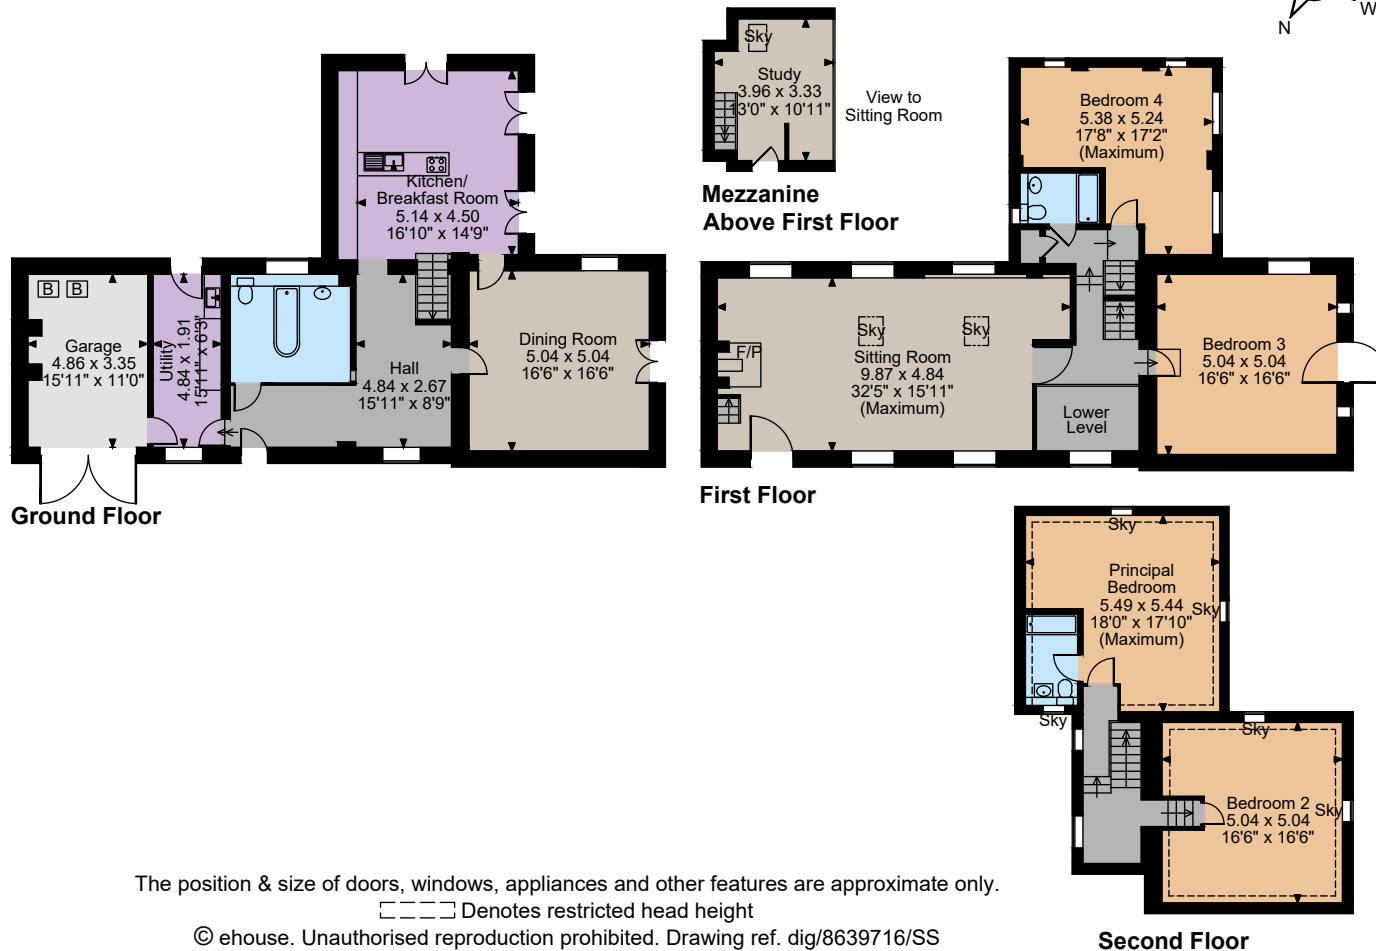 N
W
Sky
Study
3.96 x 3.33
13'0" x 10'11"
View to
Sitting Room
Mezzanine
Above First Floor
Kitchen/
Breakfast Room
5.14 x 4.50
16'10" x 14'9"
B B
Garage
4.86 x 3.35
15'11" x 11'0"
Utility
4.84 x 1.91
15'11" x 6'3"
Hall
4.84 x 2.67
15'11" x 8'9"
Dining Room
5.04 x 5.04
16'6" x 16'6"
Ground Floor
Bedroom 4
5.38 x 5.24
17'8" x 17'2"
(Maximum)
Sky
Sky
F/P
Sitting Room
9.87 x 4.84
32'5" x 15'11"
(Maximum)
Lower
Level
Bedroom 3
5.04 x 5.04
16'6" x 16'6"
First Floor
Sky
Principal
Bedroom
5.49 x 5.44
18'0" x 17'10"
(Maximum)
Sky
Sky
Sky
Bedroom 2
5.04 x 5.04
16'6" x 16'6"
Sky
Second Floor
The position & size of doors, windows, appliances and other features are approximate only.
Denotes restricted head height
© ehouse. Unauthorised reproduction prohibited. Drawing ref. dig/8639716/SS